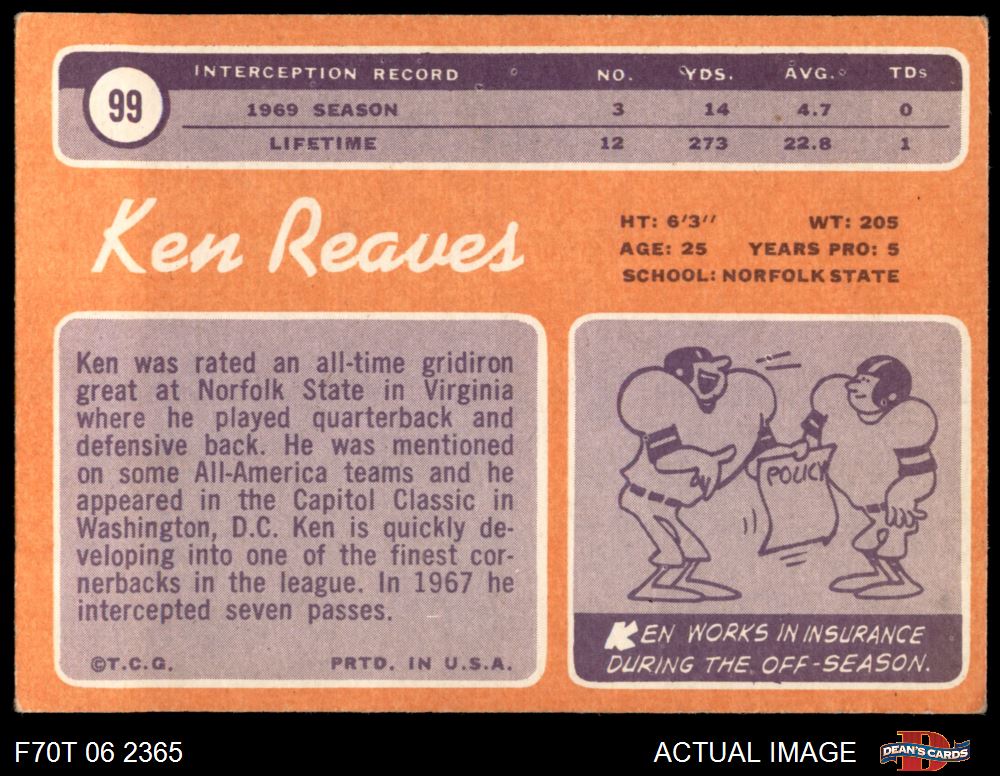 99
INTERCEPTION RECORD NO. YDS. AVG. TDs
1969 SEASON 3 14 4.7 0
LIFETIME 12 273 22.8 1
Ken Reaves
HT: 6'3'' WT: 205
AGE: 25 YEARS PRO: 5
SCHOOL: NORFOLK STATE
Ken was rated an all-time gridiron
great at Norfolk State in Virginia
where he played quarterback and
defensive back. He was mentioned
on some All-America teams and he
appeared in the Capitol Classic in
Washington, D.C. Ken is quickly de-
veloping into one of the finest cor-
nerbacks in the league. In 1967 he
intercepted seven passes.
©T.C.G. PRTD. IN U.S.A.
POLICY
KEN WORKS IN INSURANCE
DURING THE OFF-SEASON.
F70T 06 2365 ACTUAL IMAGE D DEAN'S CARDS